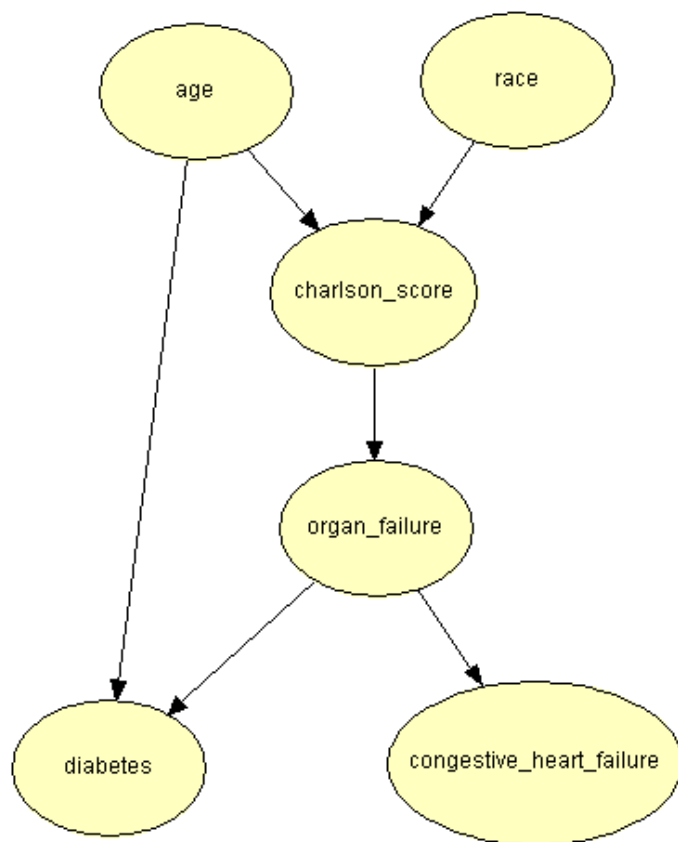 age
race
charlson_score
organ_failure
diabetes
congestive_heart_failure